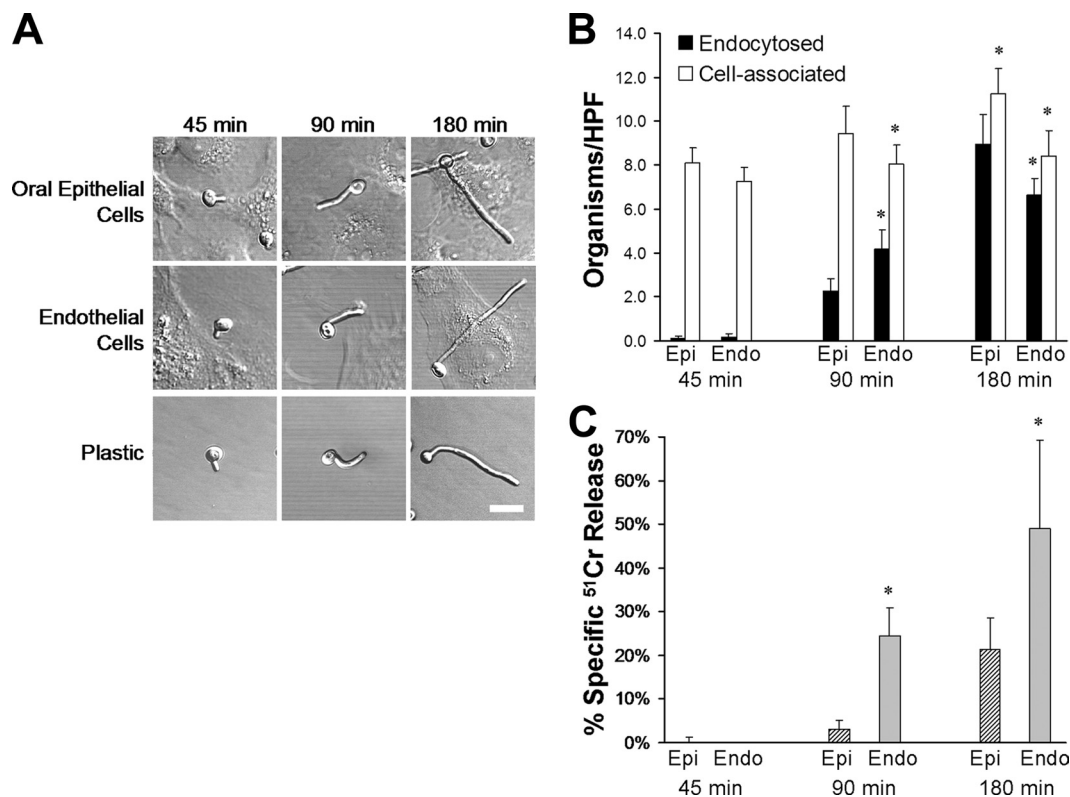 A
45 min 90 min 180 min
Oral Epithelial
Cells
Endothelial
Cells
Plastic
B
Organisms/HPF
14.0
12.0
10.0
8.0
6.0
4.0
2.0
0.0
Endocytosed
Cell-associated
*
*
*
*
*
Epi Endo Epi Endo Epi Endo
45 min 90 min 180 min
C
% Specific ⁵¹Cr Release
70%
60%
50%
40%
30%
20%
10%
0%
*
*
Epi Endo Epi Endo Epi Endo
45 min 90 min 180 min